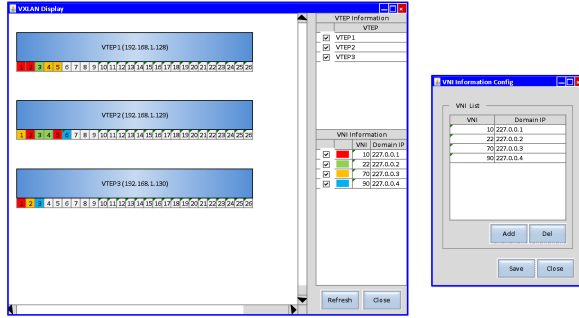 VXLAN Display
VTEP1 (192.168.1.128)
1 2 3 4 5 6 7 8 9 10 11 12 13 14 15 16 17 18 19 20 21 22 23 24 25 26
VTEP2 (192.168.1.129)
1 2 3 4 5 6 7 8 9 10 11 12 13 14 15 16 17 18 19 20 21 22 23 24 25 26
VTEP3 (192.168.1.130)
1 2 3 4 5 6 7 8 9 10 11 12 13 14 15 16 17 18 19 20 21 22 23 24 25 26
VTEP Information
VTEP
VTEP1
VTEP2
VTEP3
VNI Information
VNI Domain IP
10 227.0.0.1
22 227.0.0.2
70 227.0.0.3
90 227.0.0.4
Refresh Close
VNI Information Config
VNI List
VNI Domain IP
10 227.0.0.1
22 227.0.0.2
70 227.0.0.3
90 227.0.0.4
Add Del
Save Close